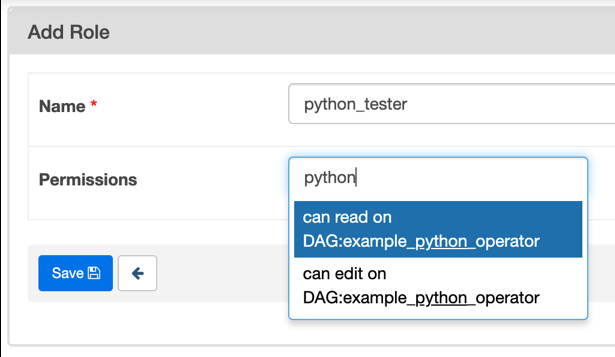 Add Role
Name *
python_tester
Permissions
python
can read on
DAG:example_python_operator
can edit on
DAG:example_python_operator
Save